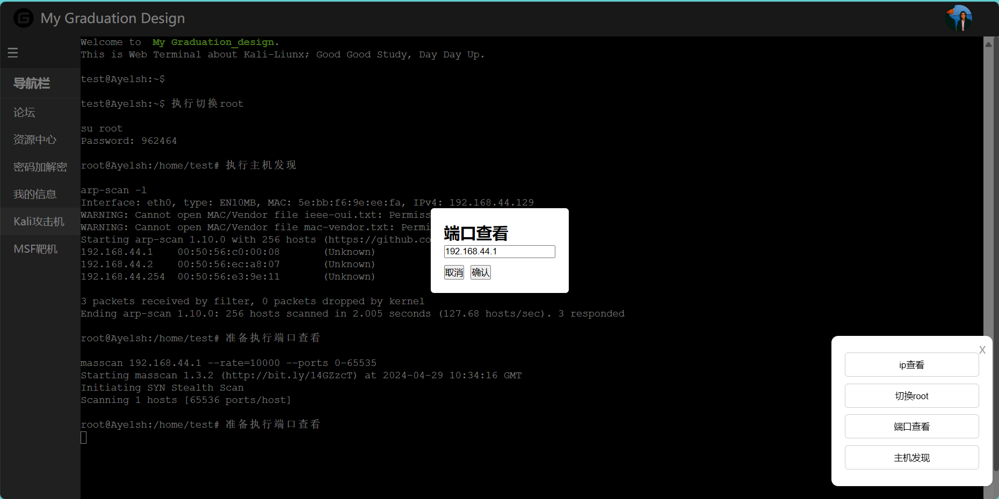 My Graduation Design
导航栏
论坛
资源中心
密码加解密
我的信息
Kali攻击机
MSF靶机
Welcome to  My Graduation_design.
This is Web Terminal about Kali-Liunx; Good Good Study, Day Day Up.
test@Ayelsh:~$
test@Ayelsh:~$ 执行切换root
su root
Password: 962464
root@Ayelsh:/home/test# 执行主机发现
arp-scan -l
Interface: eth0, type: EN10MB, MAC: 5e:bb:f6:9e:ee:fa, IPv4: 192.168.44.129
WARNING: Cannot open MAC/Vendor file ieee-oui.txt: Permiss
WARNING: Cannot open MAC/Vendor file mac-vendor.txt: Permi
Starting arp-scan 1.10.0 with 256 hosts (https://github.co
192.168.44.1    00:50:56:c0:00:08       (Unknown)
192.168.44.2    00:50:56:ec:a8:07       (Unknown)
192.168.44.254  00:50:56:e3:9e:11       (Unknown)
3 packets received by filter, 0 packets dropped by kernel
Ending arp-scan 1.10.0: 256 hosts scanned in 2.005 seconds (127.68 hosts/sec). 3 responded
root@Ayelsh:/home/test# 准备执行端口查看
masscan 192.168.44.1 --rate=10000 --ports 0-65535
Starting masscan 1.3.2 (http://bit.ly/14GZzcT) at 2024-04-29 10:34:16 GMT
Initiating SYN Stealth Scan
Scanning 1 hosts [65536 ports/host]
root@Ayelsh:/home/test# 准备执行端口查看
端口查看
192.168.44.1
取消 确认
X
ip查看
切换root
端口查看
主机发现